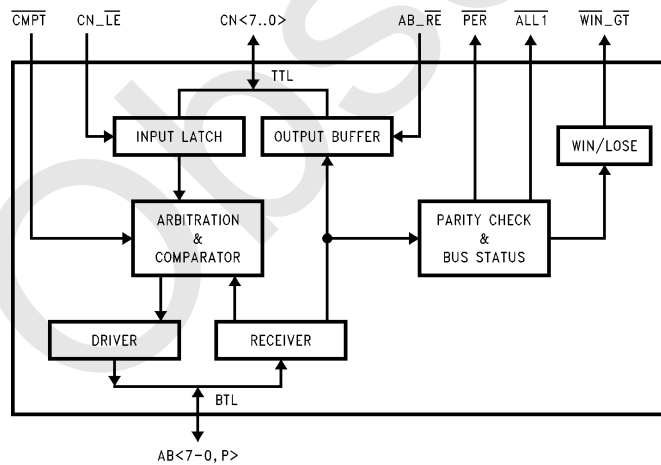 CMPT CN_LE CN<7..0> AB_RE PER ALL1 WIN_GT
TTL
INPUT LATCH OUTPUT BUFFER WIN/LOSE
ARBITRATION
&
COMPARATOR
PARITY CHECK
&
BUS STATUS
DRIVER RECEIVER
BTL
AB<7-0,P>